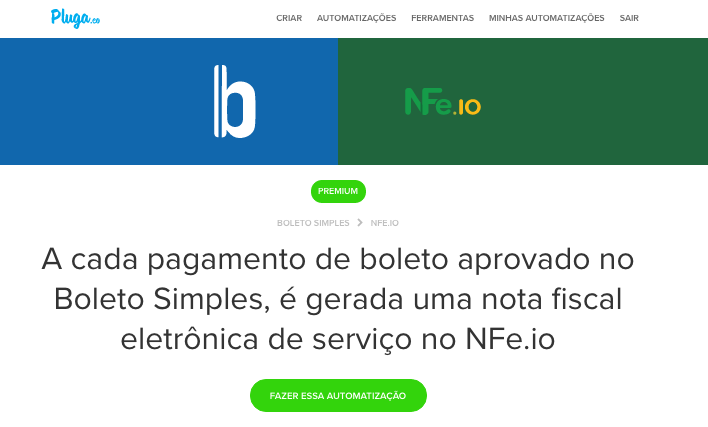 Pluga.co
CRIAR AUTOMATIZAÇÕES FERRAMENTAS MINHAS AUTOMATIZAÇÕES SAIR
b NFe.io
PREMIUM
BOLETO SIMPLES > NFE.IO
A cada pagamento de boleto aprovado no
Boleto Simples, é gerada uma nota fiscal
eletrônica de serviço no NFe.io
FAZER ESSA AUTOMATIZAÇÃO